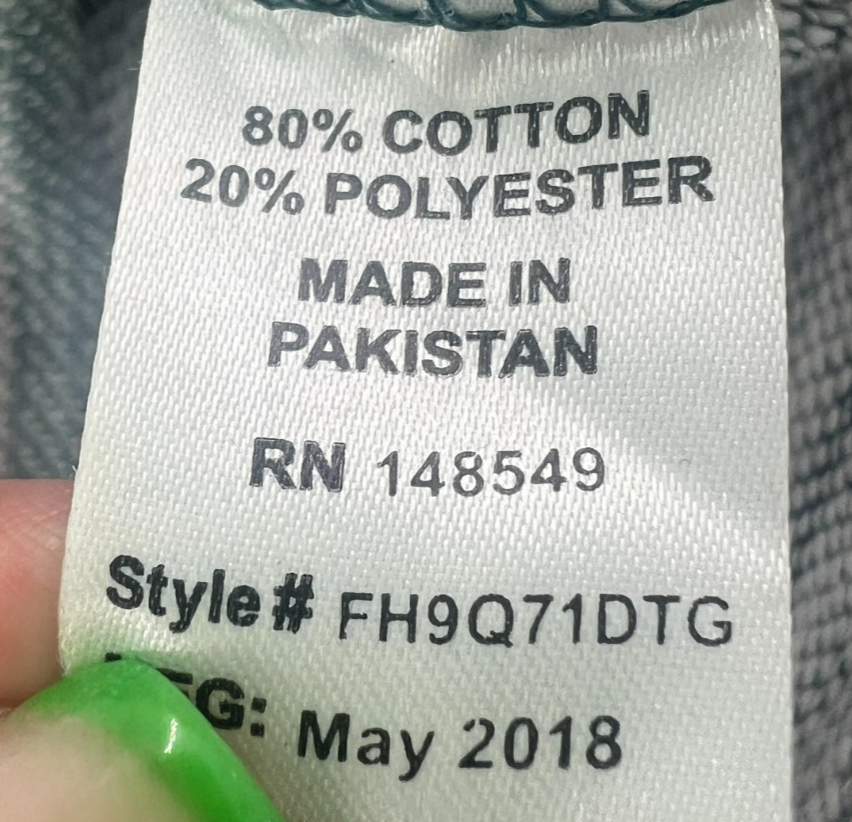 80% COTTON
20% POLYESTER
MADE IN
PAKISTAN
RN 148549
Style# FH9Q71DTG
May 2018